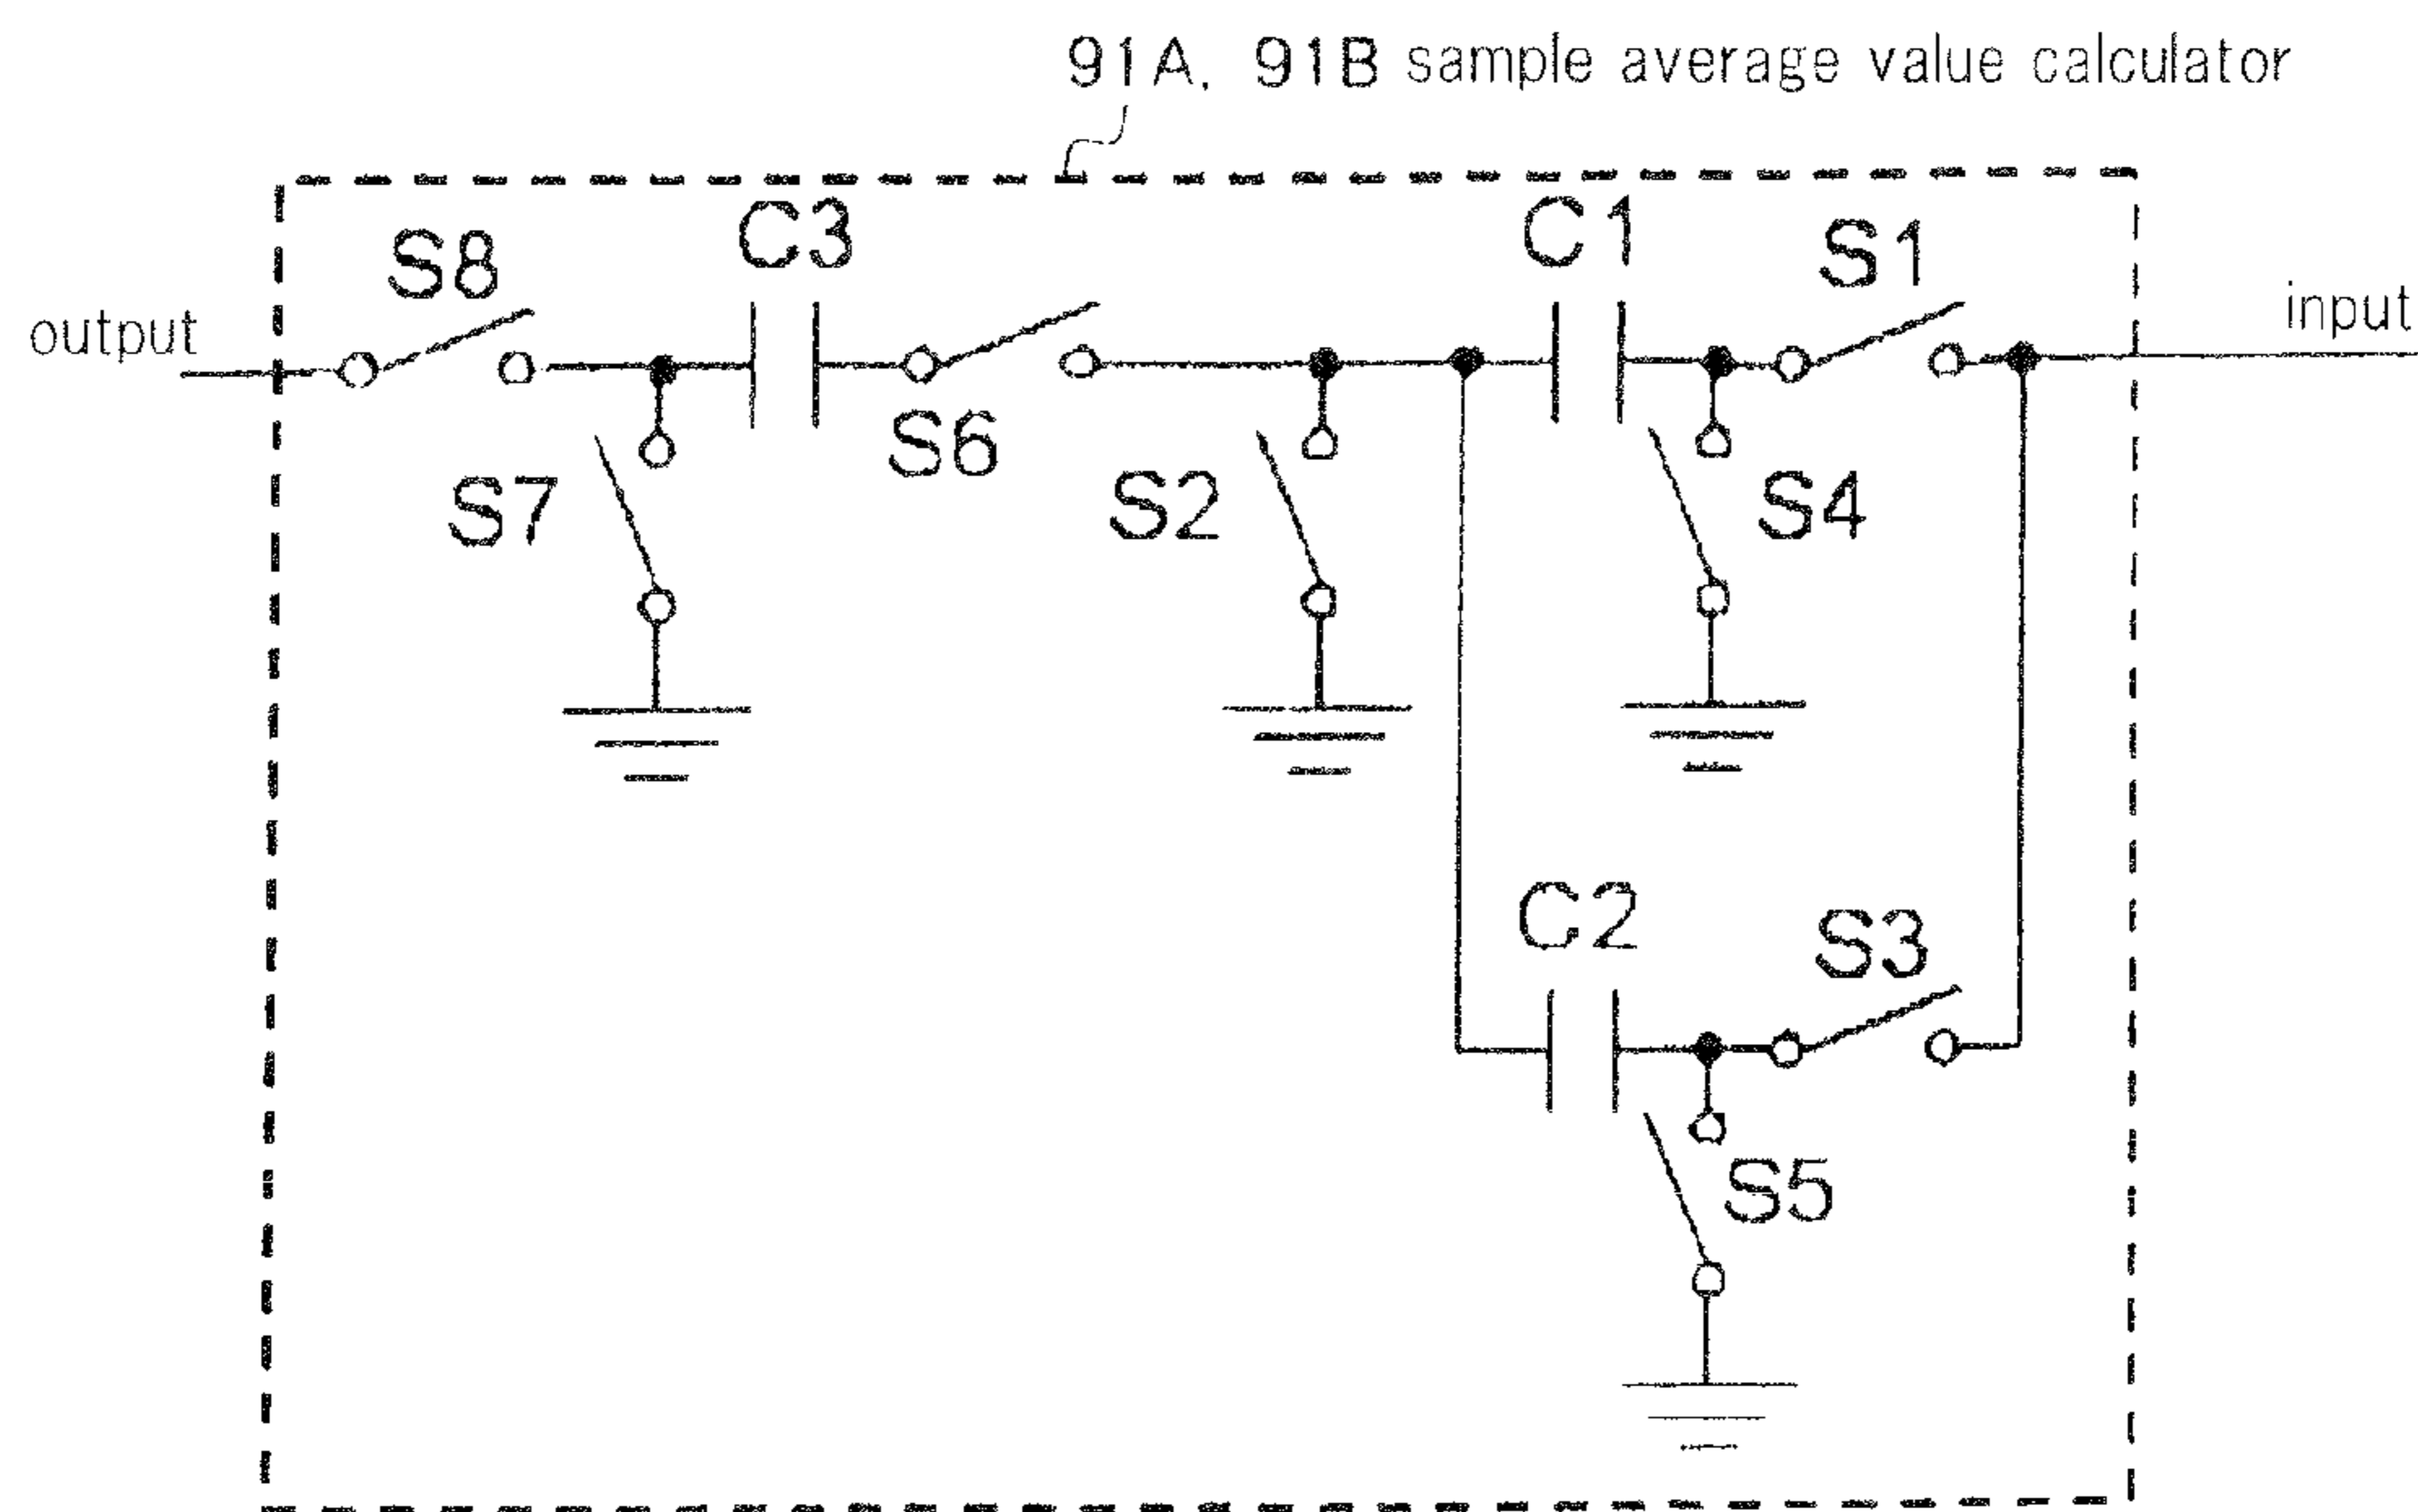 91A, 91B sample average value calculator
C3
C1
S8
S1
output
input
S6
S7
S2
S4
C2
S3
S5